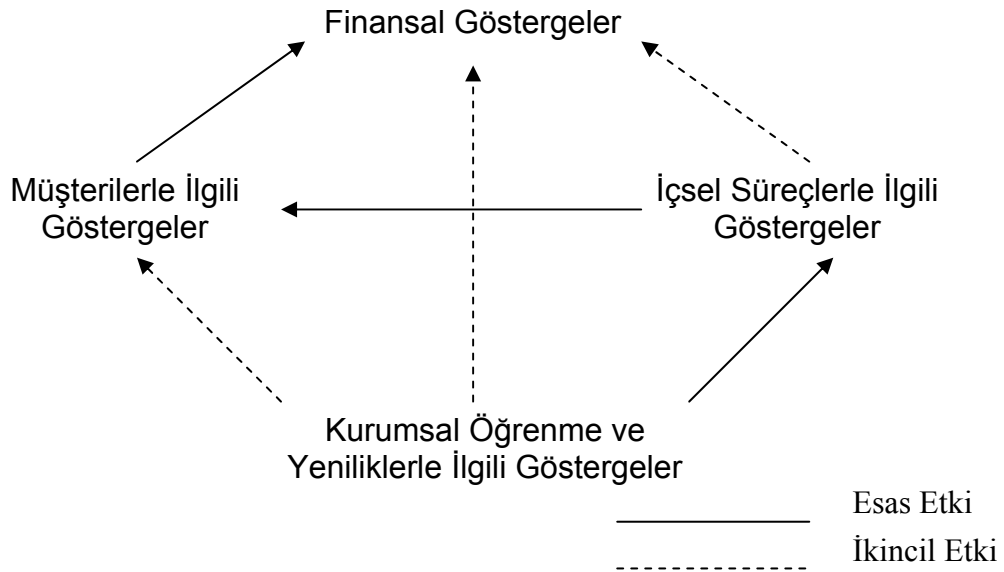 Finansal Göstergeler
Müşterilerle İlgili
Göstergeler
İçsel Süreçlerle İlgili
Göstergeler
Kurumsal Öğrenme ve
Yeniliklerle İlgili Göstergeler
Esas Etki
İkincil Etki